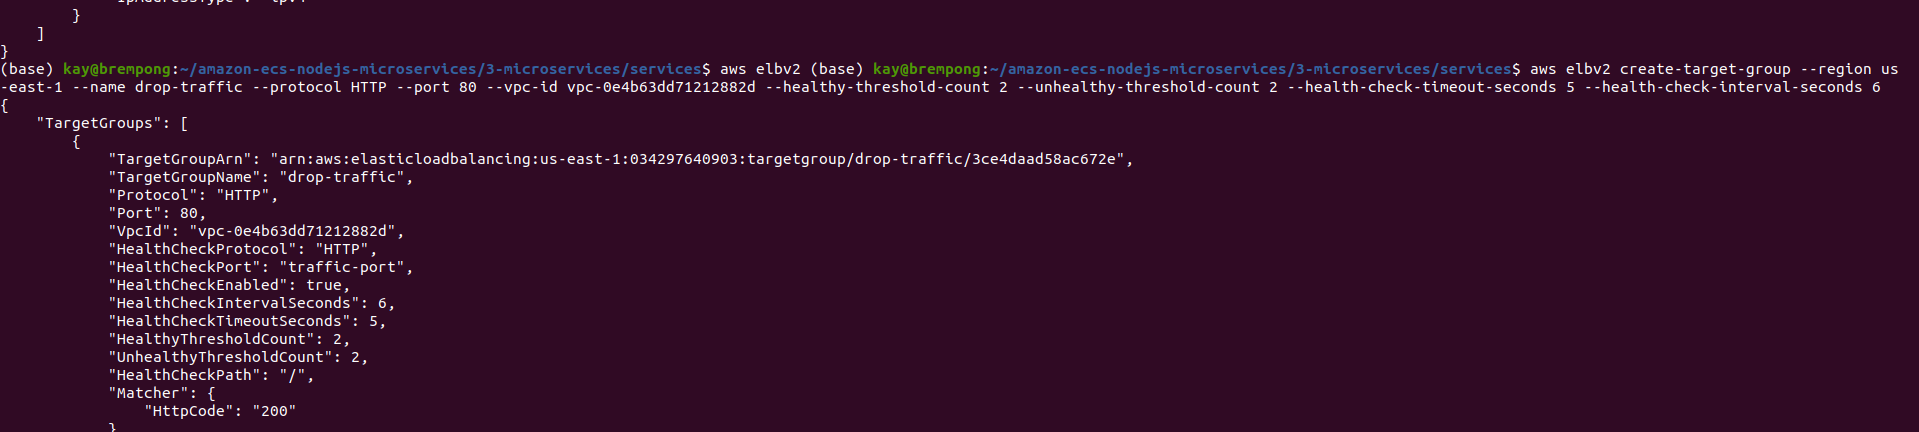 "IpAddressType": "ipv4"
        }
    ]
}
(base) kay@brempong:~/amazon-ecs-nodejs-microservices/3-microservices/services$ aws elbv2 (base) kay@brempong:~/amazon-ecs-nodejs-microservices/3-microservices/services$ aws elbv2 create-target-group --region us
-east-1 --name drop-traffic --protocol HTTP --port 80 --vpc-id vpc-0e4b63dd71212882d --healthy-threshold-count 2 --unhealthy-threshold-count 2 --health-check-timeout-seconds 5 --health-check-interval-seconds 6
{
    "TargetGroups": [
        {
            "TargetGroupArn": "arn:aws:elasticloadbalancing:us-east-1:034297640903:targetgroup/drop-traffic/3ce4daad58ac672e",
            "TargetGroupName": "drop-traffic",
            "Protocol": "HTTP",
            "Port": 80,
            "VpcId": "vpc-0e4b63dd71212882d",
            "HealthCheckProtocol": "HTTP",
            "HealthCheckPort": "traffic-port",
            "HealthCheckEnabled": true,
            "HealthCheckIntervalSeconds": 6,
            "HealthCheckTimeoutSeconds": 5,
            "HealthyThresholdCount": 2,
            "UnhealthyThresholdCount": 2,
            "HealthCheckPath": "/",
            "Matcher": {
                "HttpCode": "200"
            }